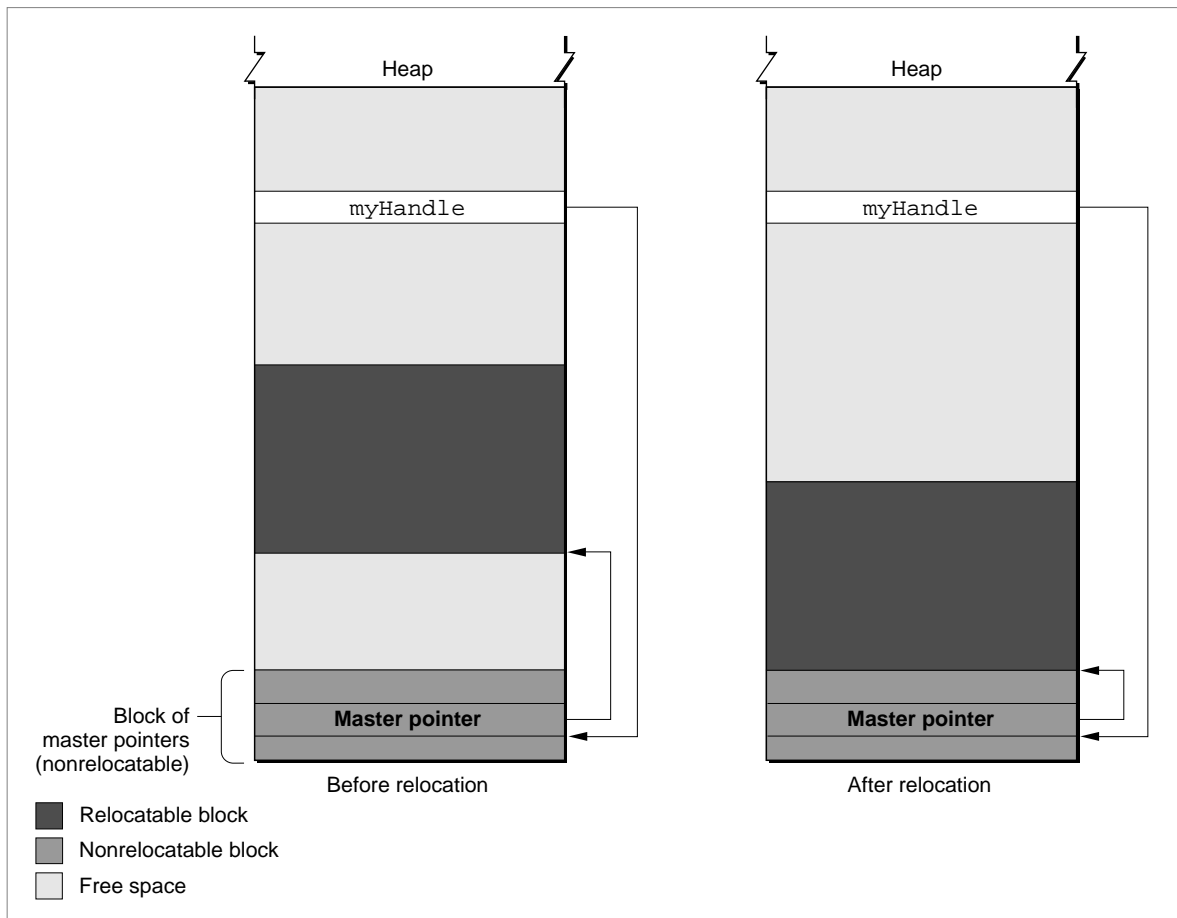 Heap
myHandle
Block of
master pointers
(nonrelocatable)
Master pointer
Before relocation
Heap
myHandle
Master pointer
After relocation
Relocatable block
Nonrelocatable block
Free space